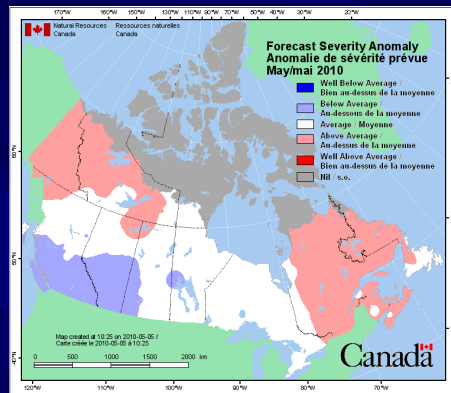 170°W 160°W 150°W 140°W 130°W 120°W 110°W 100°W 90°W 80°W 70°W 60°W 50°W 40°W 30°W 20°W
Natural Resources Canada
Ressources naturelles Canada
Forecast Severity Anomaly
Anomalie de sévérité prévue
May/mai 2010
Well Below Average /
Bien au-dessus de la moyenne
Below Average /
Au-dessus de la moyenne
Average / Moyenne
Above Average /
Au-dessus de la moyenne
Well Above Average /
Bien au-dessus de la moyenne
Nil / s.o.
60°N
50°N
40°N
Map created at 10:25 on 2010-05-05 /
Carte créée le 2010-05-05 à 10:25
0 500 1000 1500 2000 km
Canada
120°W 110°W 100°W 90°W 80°W 70°W